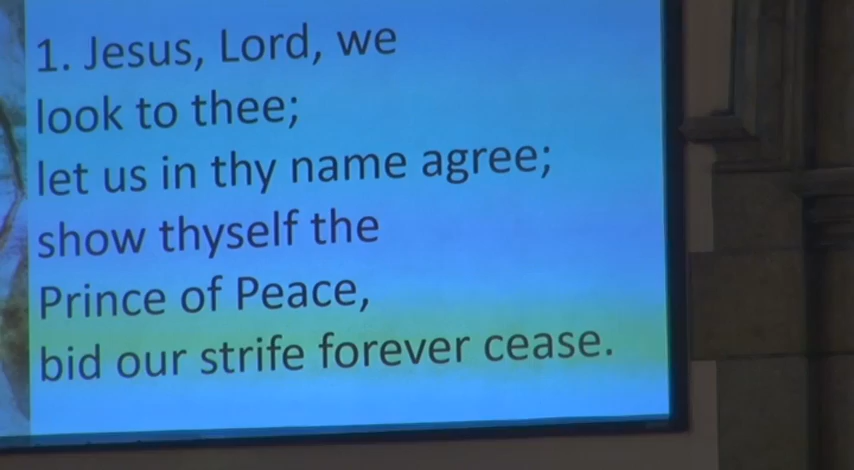 1. Jesus, Lord, we
look to thee;
let us in thy name agree;
show thyself the
Prince of Peace,
bid our strife forever cease.